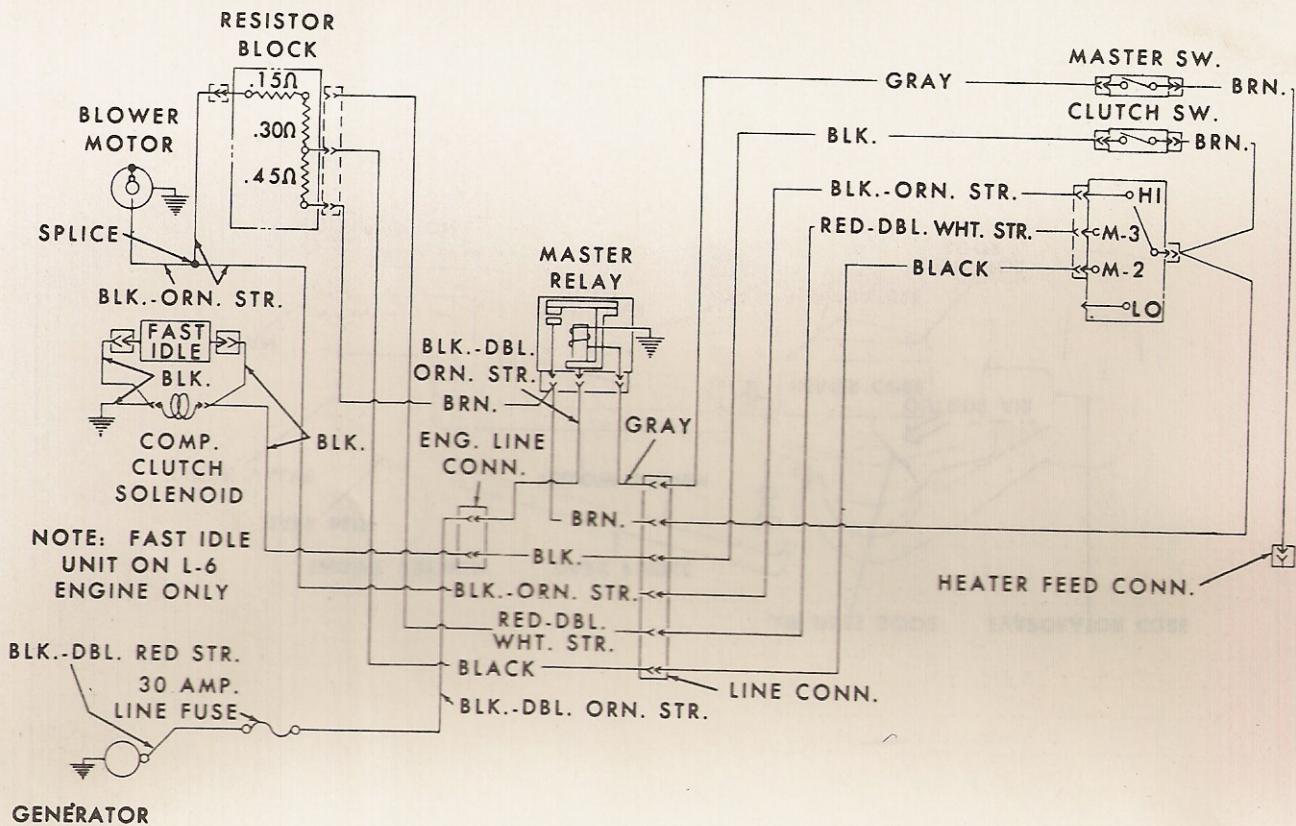 RESISTOR
BLOCK
.15Ω
.30Ω
.45Ω
BLOWER
MOTOR
SPLICE
BLK.-ORN. STR.
FAST
IDLE
BLK.
BLK.
COMP.
CLUTCH
SOLENOID
NOTE: FAST IDLE
UNIT ON L-6
ENGINE ONLY
BLK.-DBL. RED STR.
30 AMP.
LINE FUSE
GENERATOR
MASTER
RELAY
BLK.-DBL.
ORN. STR.
BRN.
GRAY
ENG. LINE
CONN.
BRN.
BLK.
BLK.-ORN. STR.
RED-DBL.
WHT. STR.
BLACK
LINE CONN.
BLK.-DBL. ORN. STR.
MASTER SW.
GRAY
BRN.
CLUTCH SW.
BLK.
BRN.
BLK.-ORN. STR.
HI
RED-DBL. WHT. STR.
M-3
BLACK
M-2
LO
HEATER FEED CONN.